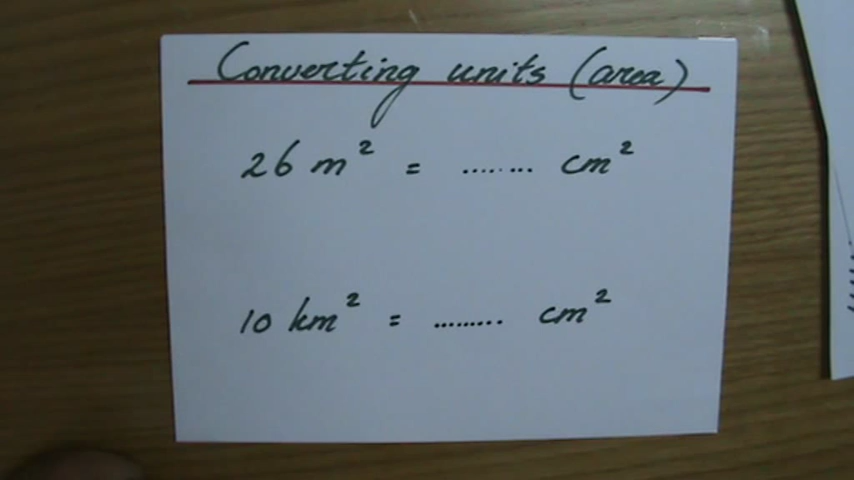 Converting units (area)
26 m² = ....... cm²
10 km² = ........ cm²